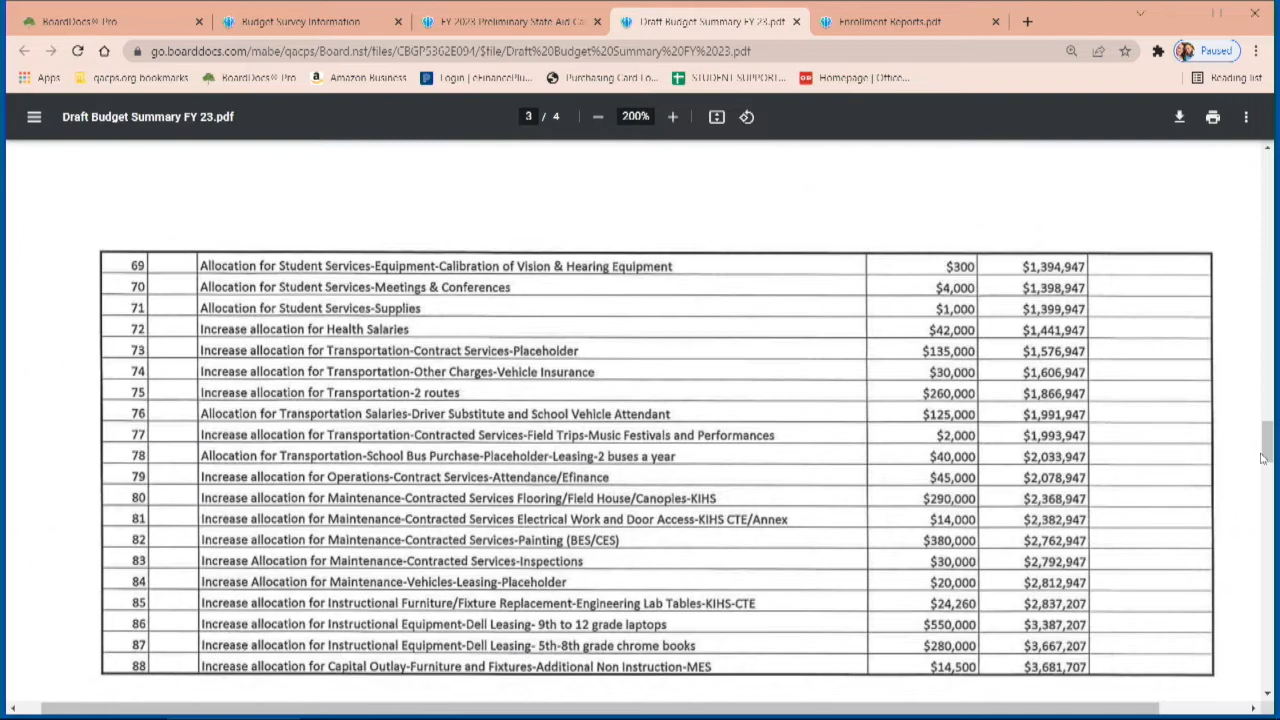 BoardDocs® Pro
Budget Survey Information
FY 2023 Preliminary State Aid Ca
Draft Budget Summary FY 23.pdf
Enrollment Reports.pdf
go.boarddocs.com/mabe/qacps/Board.nsf/files/CBGP5362E094/$file/Draft%20Budget%20Summary%20FY%2023.pdf
Paused
Apps
qacps.org bookmarks
BoardDocs® Pro
Amazon Business
Login | eFinancePlu...
Purchasing Card Lo...
STUDENT SUPPORT...
Homepage | Office...
Reading list
Draft Budget Summary FY 23.pdf
3 / 4
200%
69 Allocation for Student Services-Equipment-Calibration of Vision & Hearing Equipment $300 $1,394,947
70 Allocation for Student Services-Meetings & Conferences $4,000 $1,398,947
71 Allocation for Student Services-Supplies $1,000 $1,399,947
72 Increase allocation for Health Salaries $42,000 $1,441,947
73 Increase allocation for Transportation-Contract Services-Placeholder $135,000 $1,576,947
74 Increase allocation for Transportation-Other Charges-Vehicle Insurance $30,000 $1,606,947
75 Increase allocation for Transportation-2 routes $260,000 $1,866,947
76 Allocation for Transportation Salaries-Driver Substitute and School Vehicle Attendant $125,000 $1,991,947
77 Increase allocation for Transportation-Contracted Services-Field Trips-Music Festivals and Performances $2,000 $1,993,947
78 Allocation for Transportation-School Bus Purchase-Placeholder-Leasing-2 buses a year $40,000 $2,033,947
79 Increase allocation for Operations-Contract Services-Attendance/Efinance $45,000 $2,078,947
80 Increase allocation for Maintenance-Contracted Services Flooring/Field House/Canopies-KIHS $290,000 $2,368,947
81 Increase allocation for Maintenance-Contracted Services Electrical Work and Door Access-KIHS CTE/Annex $14,000 $2,382,947
82 Increase allocation for Maintenance-Contracted Services-Painting (BES/CES) $380,000 $2,762,947
83 Increase Allocation for Maintenance-Contracted Services-Inspections $30,000 $2,792,947
84 Increase Allocation for Maintenance-Vehicles-Leasing-Placeholder $20,000 $2,812,947
85 Increase allocation for Instructional Furniture/Fixture Replacement-Engineering Lab Tables-KIHS-CTE $24,260 $2,837,207
86 Increase allocation for Instructional Equipment-Dell Leasing- 9th to 12 grade laptops $550,000 $3,387,207
87 Increase allocation for Instructional Equipment-Dell Leasing- 5th-8th grade chrome books $280,000 $3,667,207
88 Increase allocation for Capital Outlay-Furniture and Fixtures-Additional Non Instruction-MES $14,500 $3,681,707